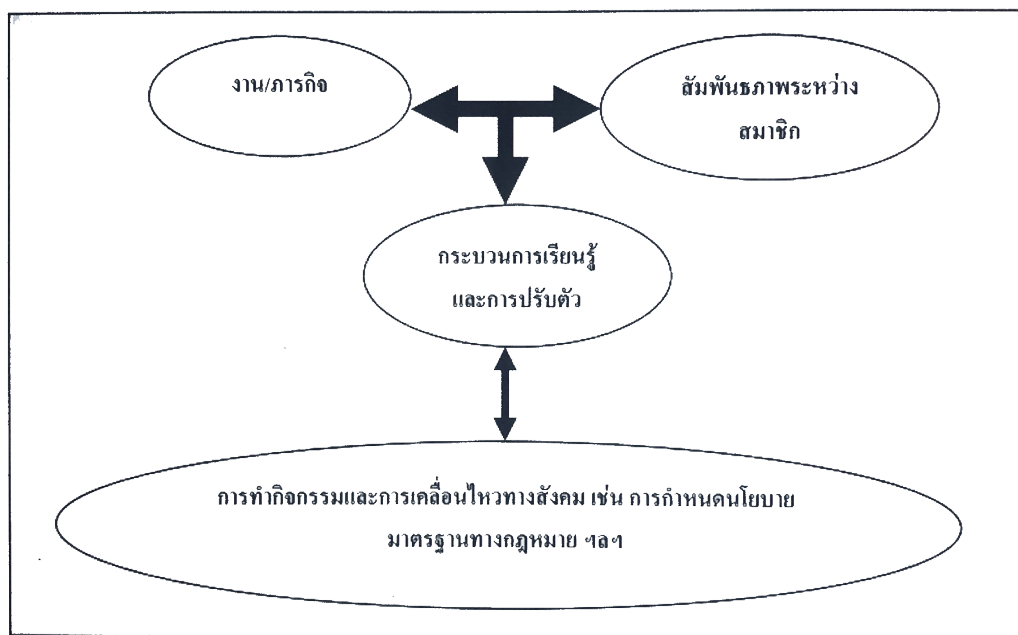 งาน/ภารกิจ
สัมพันธภาพระหว่าง
สมาชิก
กระบวนการเรียนรู้
และการปรับตัว
การทำกิจกรรมและการเคลื่อนไหวทางสังคม เช่น การกำหนดนโยบาย
มาตรฐานทางกฎหมาย ฯลฯ